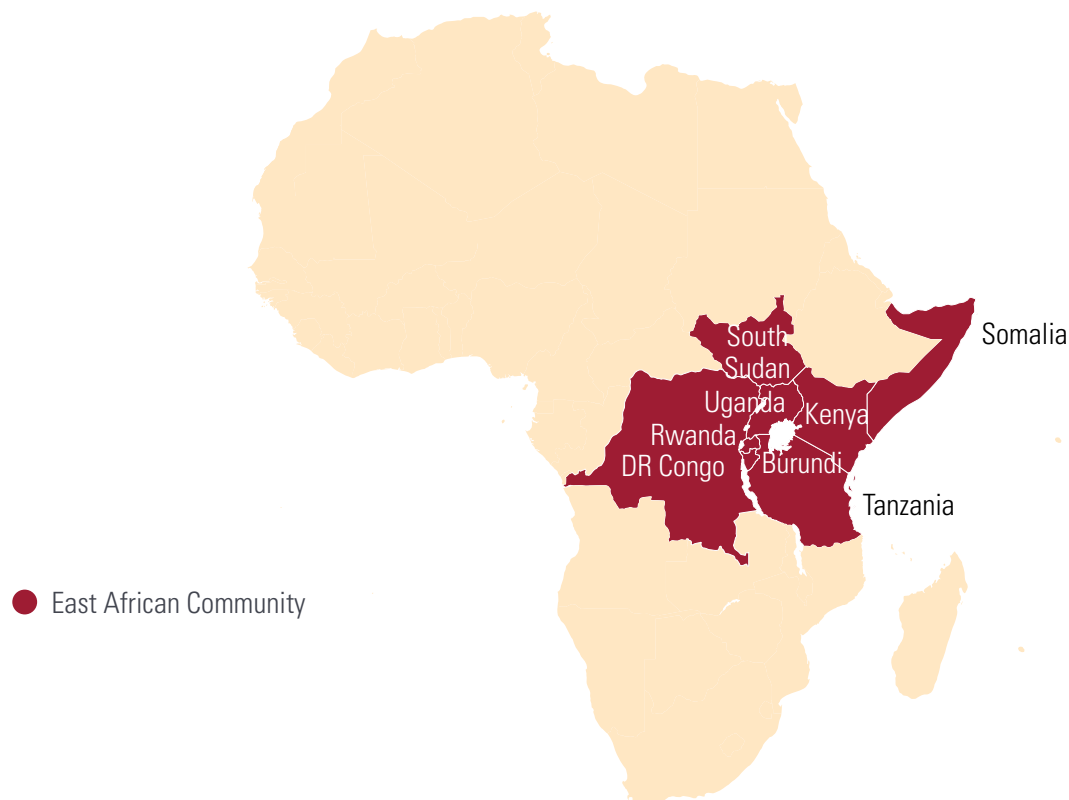 South
Sudan
Somalia
Uganda
Kenya
Rwanda
DR Congo
Burundi
Tanzania
East African Community